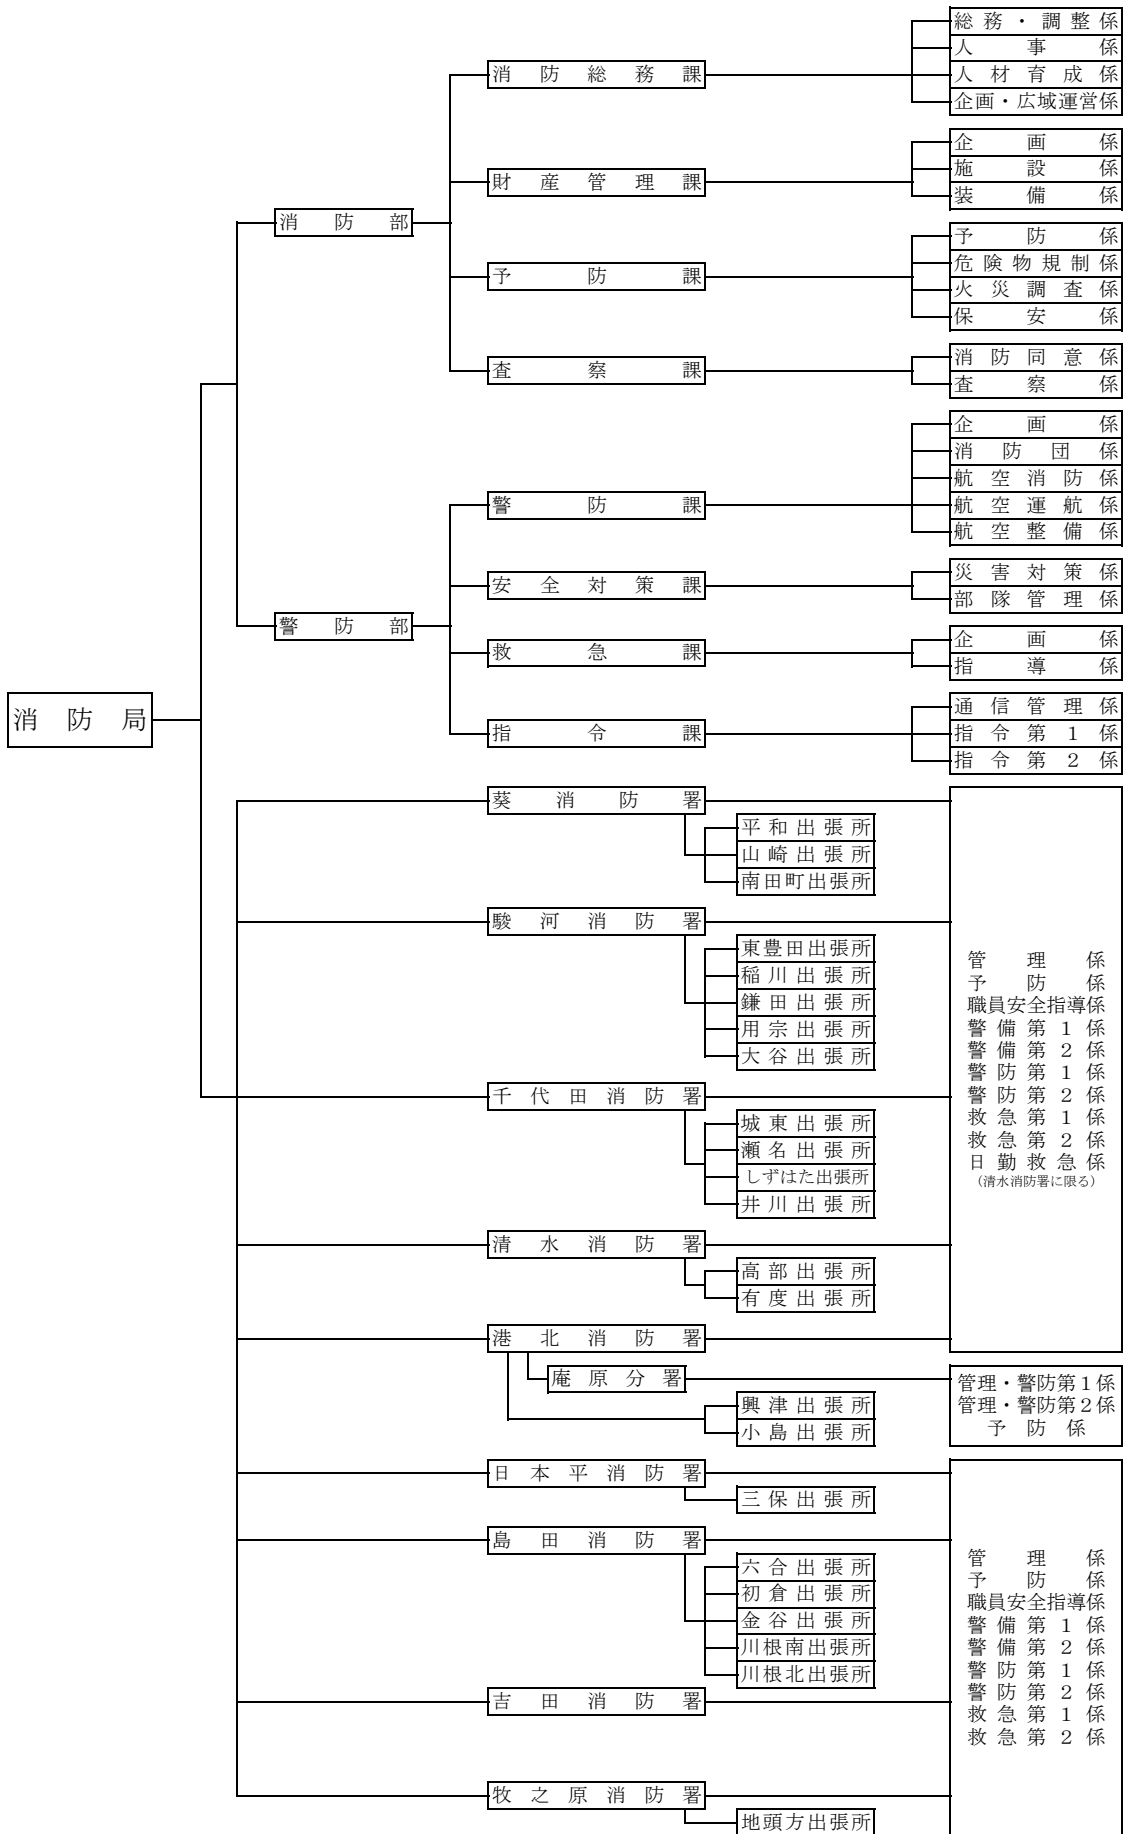 消防局
消防部
消防総務課
総務・調整係
人事係
人材育成係
企画・広域運営係
財産管理課
企画係
施設係
装備係
予防課
予防係
危険物規制係
火災調査係
保安係
査察課
消防同意係
査察係
警防部
警防課
企画係
消防団係
航空消防係
航空運航係
航空整備係
安全対策課
災害対策係
部隊管理係
救急課
企画係
指導係
指令課
通信管理係
指令第1係
指令第2係
葵消防署
平和出張所
山崎出張所
南田町出張所
駿河消防署
東豊田出張所
稲川出張所
鎌田出張所
用宗出張所
大谷出張所
千代田消防署
城東出張所
瀬名出張所
しずはた出張所
井川出張所
清水消防署
高部出張所
有度出張所
港北消防署
管理係
予防係
職員安全指導係
警備第1係
警備第2係
警防第1係
警防第2係
救急第1係
救急第2係
日勤救急係
（清水消防署に限る）
庵原分署
管理・警防第1係
管理・警防第2係
予防係
興津出張所
小島出張所
日本平消防署
三保出張所
島田消防署
六合出張所
初倉出張所
金谷出張所
川根南出張所
川根北出張所
吉田消防署
牧之原消防署
地頭方出張所
管理係
予防係
職員安全指導係
警備第1係
警備第2係
警防第1係
警防第2係
救急第1係
救急第2係